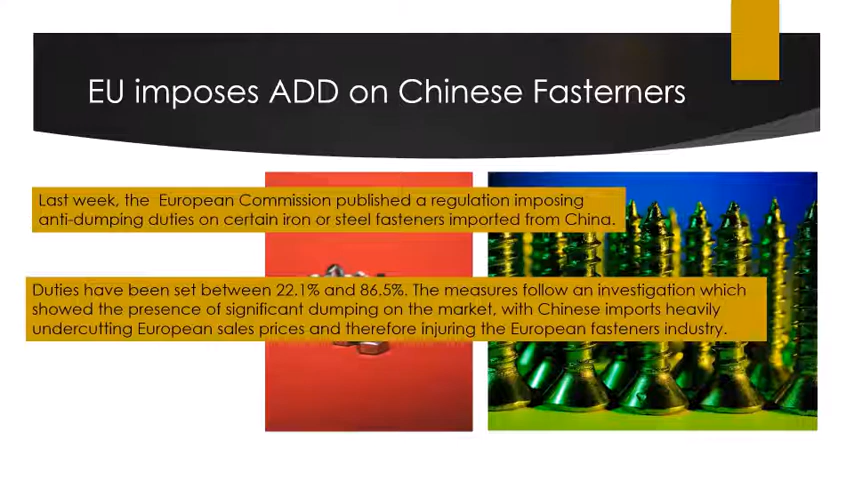 EU imposes ADD on Chinese Fasterners
Last week, the European Commission published a regulation imposing
anti-dumping duties on certain iron or steel fasteners imported from China.
Duties have been set between 22.1% and 86.5%. The measures follow an investigation which
showed the presence of significant dumping on the market, with Chinese imports heavily
undercutting European sales prices and therefore injuring the European fasteners industry.